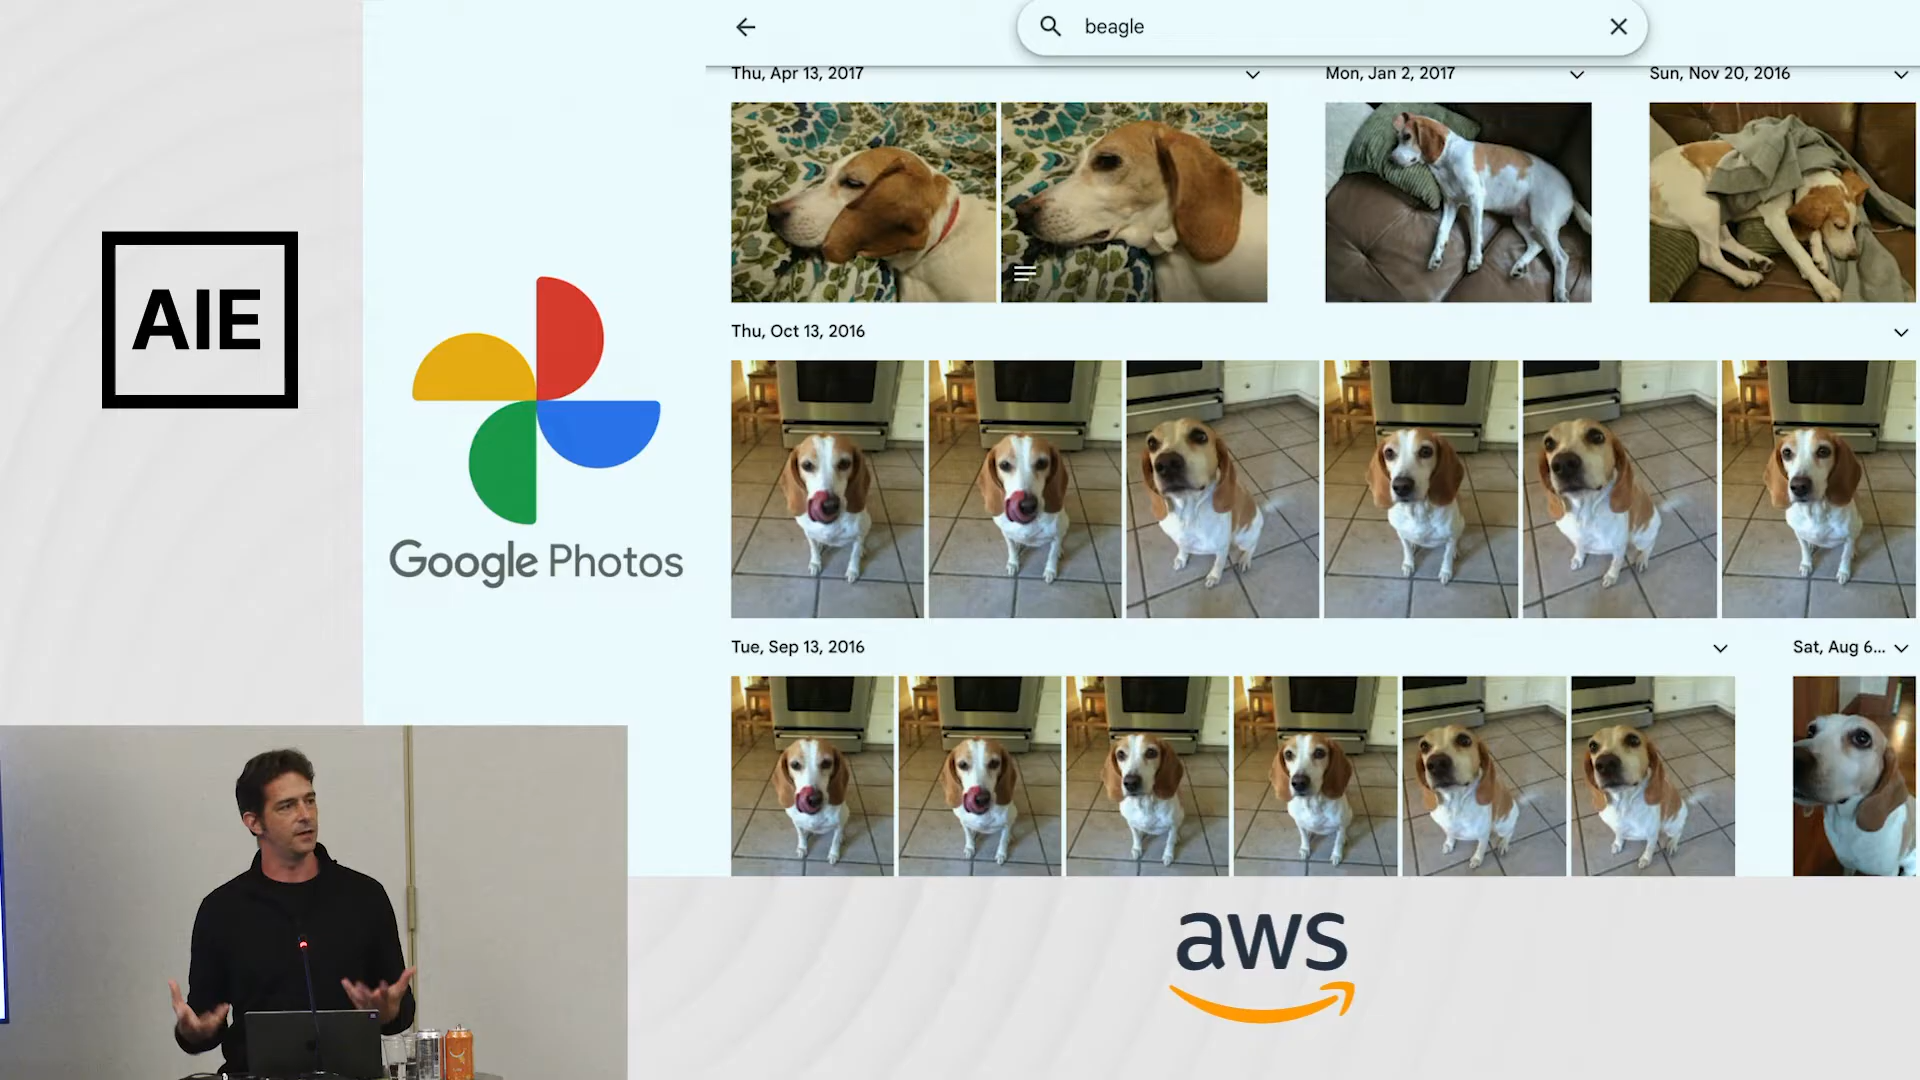 beagle
Thu, Apr 13, 2017
Mon, Jan 2, 2017
Sun, Nov 20, 2016
AIE
Thu, Oct 13, 2016
Google Photos
Tue, Sep 13, 2016
Sat, Aug 6...
aws